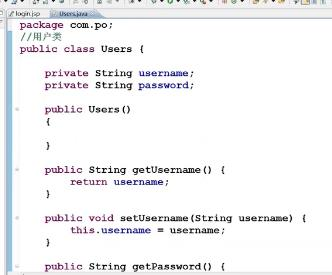 login.jsp Users.java
package com.po;
//用户类
public class Users {
private String username;
private String password;
public Users()
{
}
public String getUsername() {
return username;
}
public void setUsername(String username) {
this.username = username;
}
public String getPassword() {